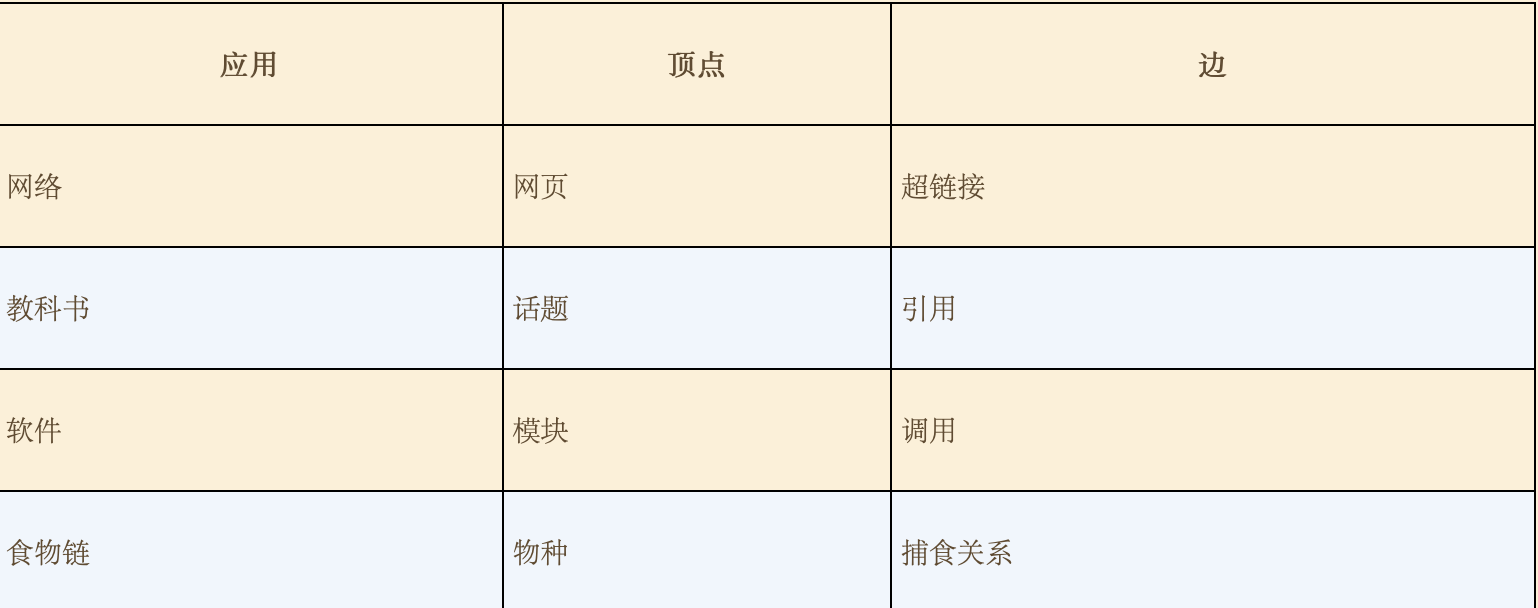 应用 顶点 边
网络 网页 超链接
教科书 话题 引用
软件 模块 调用
食物链 物种 捕食关系